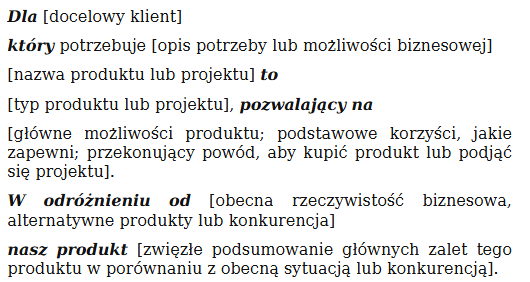 Dla [docelowy klient]
który potrzebuje [opis potrzeby lub możliwości biznesowej]
[nazwa produktu lub projektu] to
[typ produktu lub projektu], pozwalający na
[główne możliwości produktu; podstawowe korzyści, jakie
zapewni; przekonujący powód, aby kupić produkt lub podjąć
się projektu].
W odróżnieniu od [obecna rzeczywistość biznesowa,
alternatywne produkty lub konkurencja]
nasz produkt [zwięzłe podsumowanie głównych zalet tego
produktu w porównaniu z obecną sytuacją lub konkurencją].